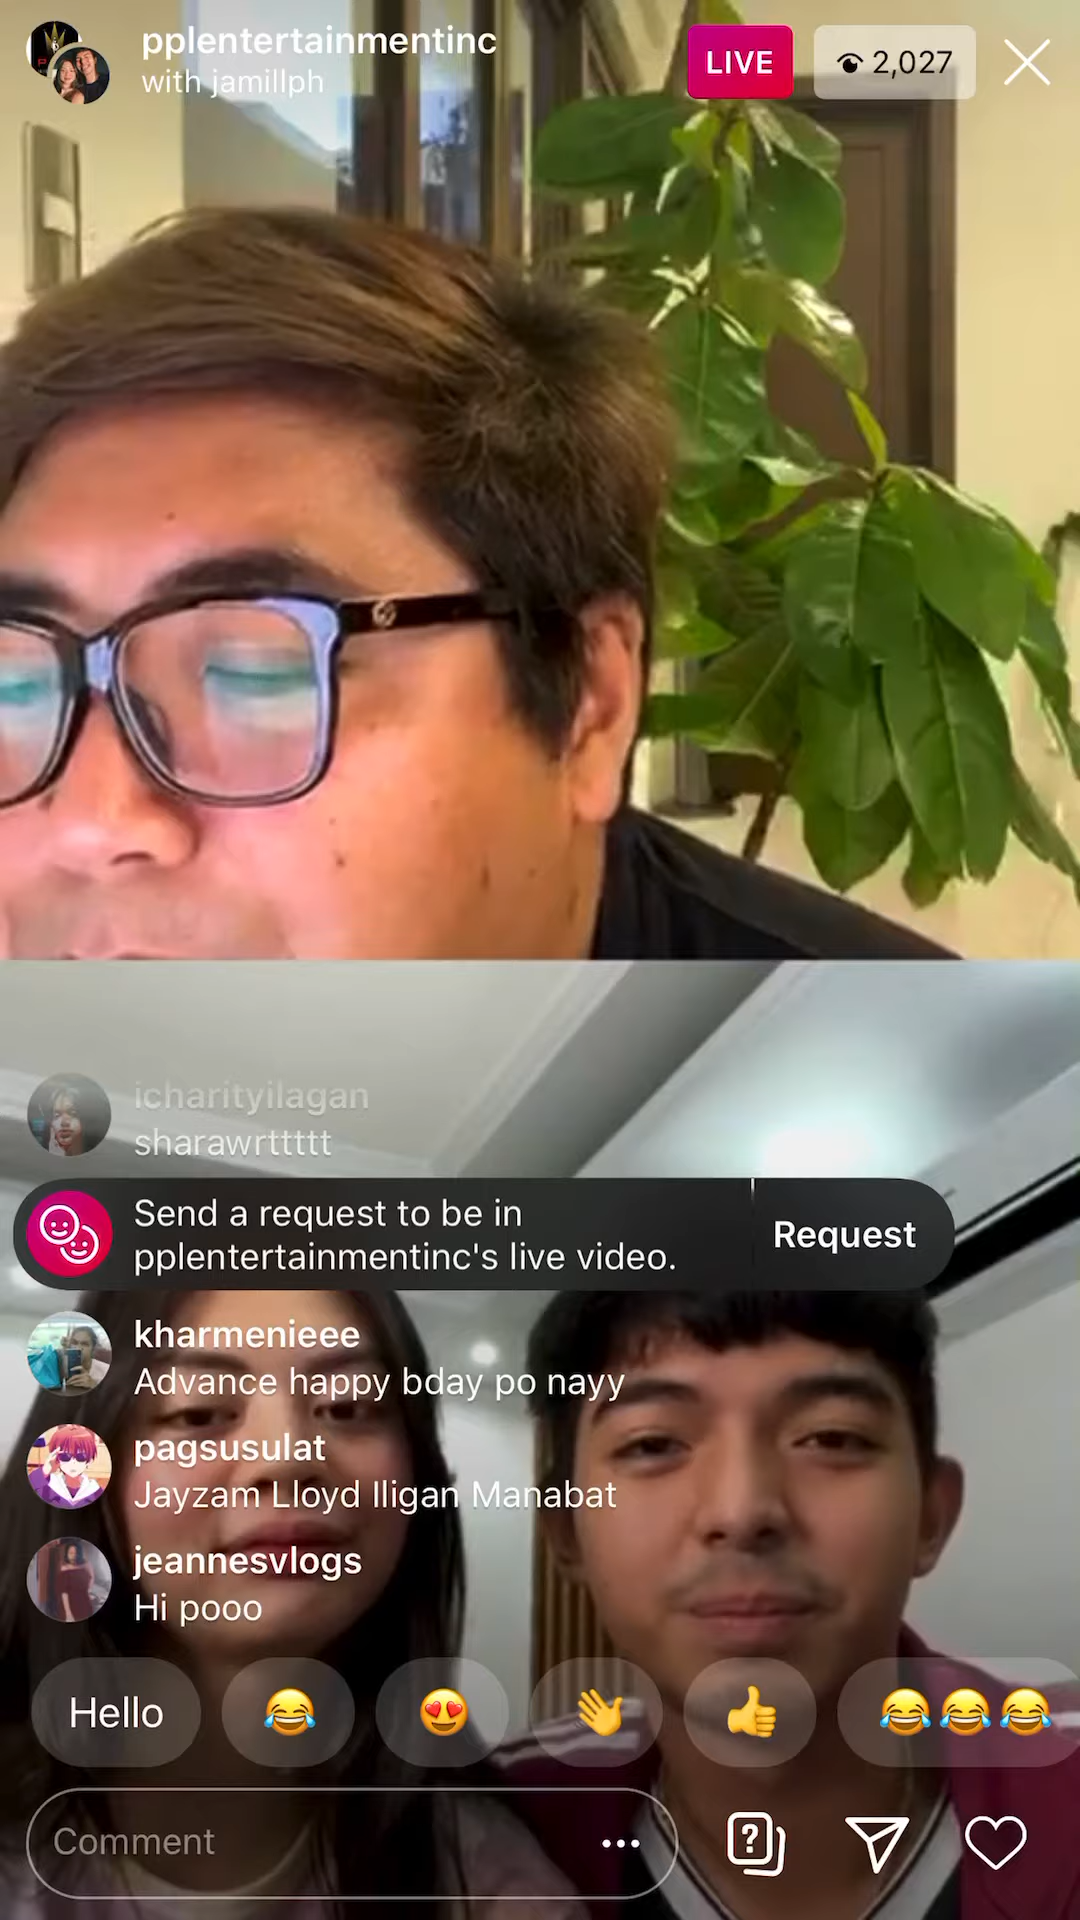 pplentertainmentinc
with jamillph
LIVE
2,027
icharityilagan
sharawrttttt
Send a request to be in
pplentertainmentinc's live video.
Request
kharmenieee
Advance happy bday po nayy
pagsusulat
Jayzam Lloyd Iligan Manabat
jeannesvlogs
Hi pooo
Hello 😂 😍 👋 👍 😂😂😂
Comment ...